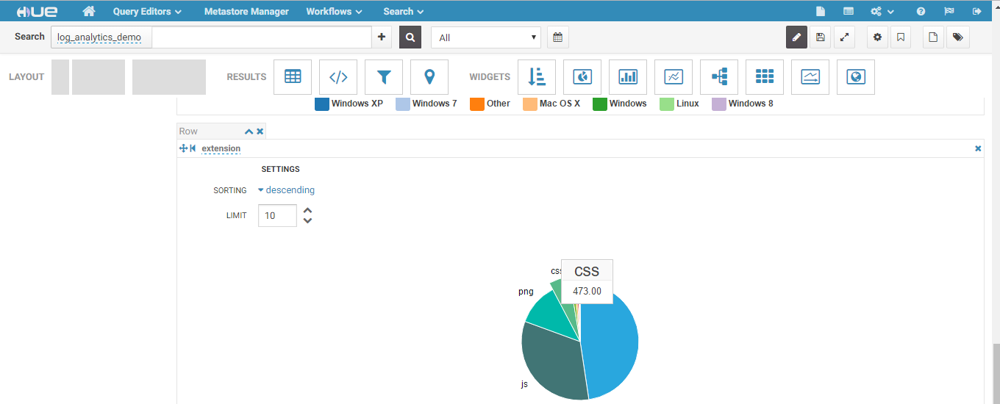 HUE Query Editors Metastore Manager Workflows Search
Search log_analytics_demo All
LAYOUT RESULTS WIDGETS
Windows XP Windows 7 Other Mac OS X Windows Linux Windows 8
Row
extension
SETTINGS
SORTING descending
LIMIT 10
css CSS
png 473.00
js